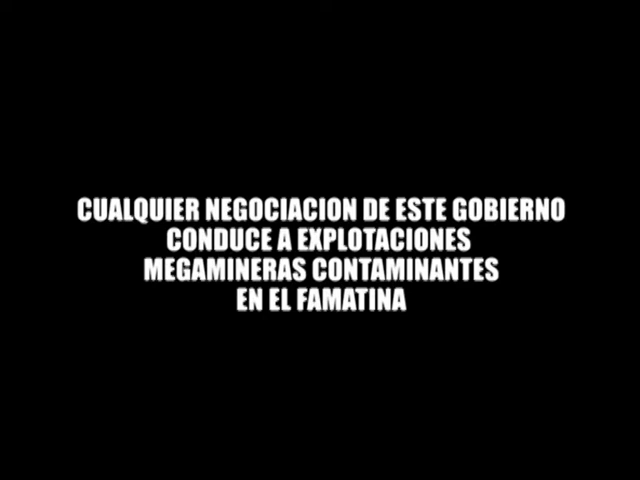 CUALQUIER NEGOCIACION DE ESTE GOBIERNO
CONDUCE A EXPLOTACIONES
MEGAMINERAS CONTAMINANTES
EN EL FAMATINA